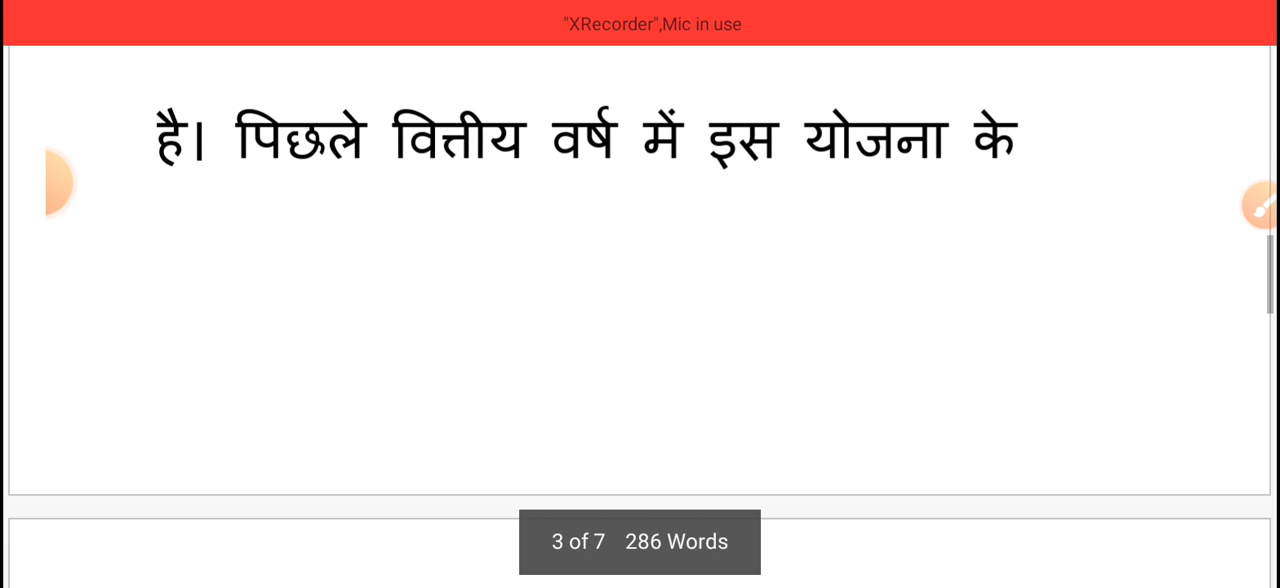 "XRecorder",Mic in use
है। पिछले वित्तीय वर्ष में इस योजना के
3 of 7 286 Words